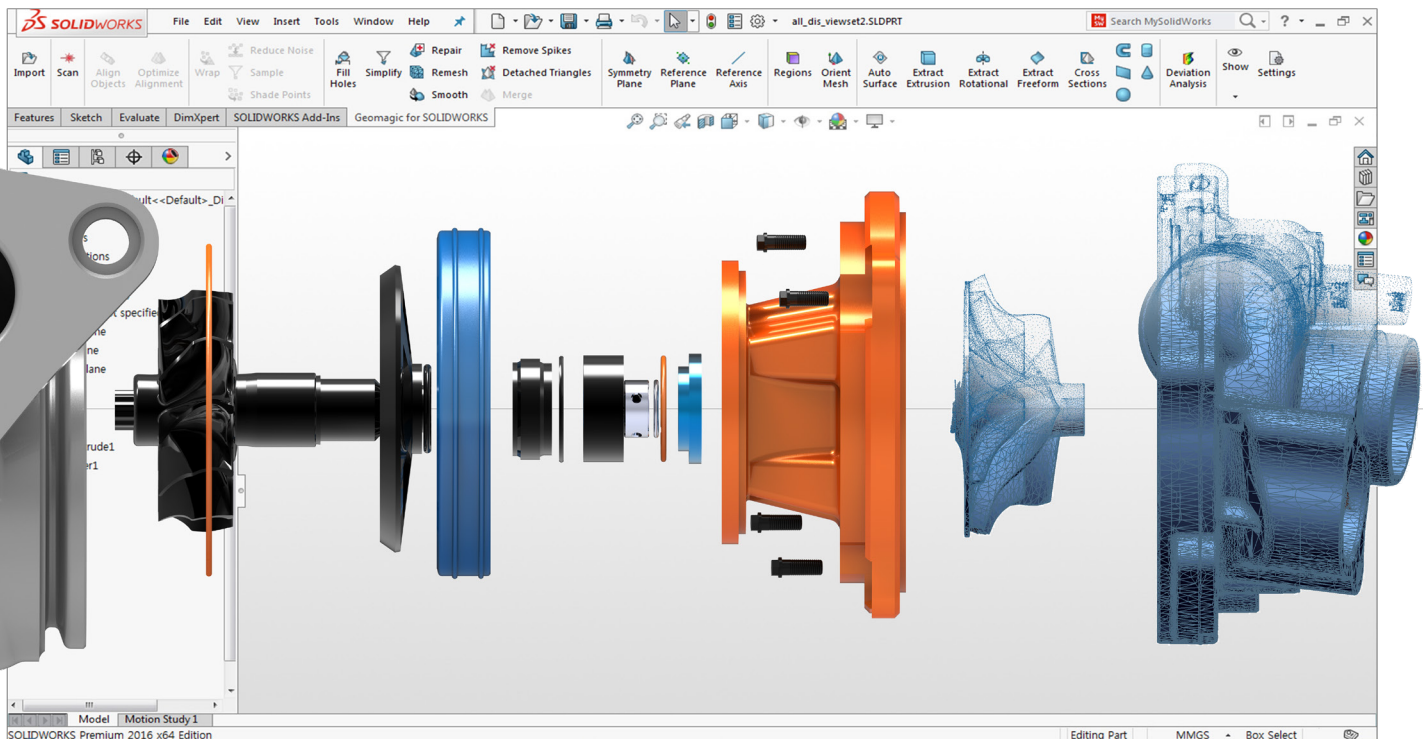 SOLIDWORKS File Edit View Insert Tools Window Help all_dis_viewset2.SLDPRT My SW Search MySolidWorks ?
Import Scan Align Objects Optimize Alignment Wrap Reduce Noise Sample Shade Points Fill Holes Simplify Repair Remesh Smooth Remove Spikes Detached Triangles Merge Symmetry Plane Reference Plane Reference Axis Regions Orient Mesh Auto Surface Extract Extrusion Extract Rotational Extract Freeform Cross Sections Deviation Analysis Show Settings
Features Sketch Evaluate DimXpert SOLIDWORKS Add-Ins Geomagic for SOLIDWORKS
ult<<Default>_Di
s
tions
t specifie
ne
ne
lane
rude1
er1
Model Motion Study 1
SOLIDWORKS Premium 2016 x64 Edition Editing Part MMGS Box Select